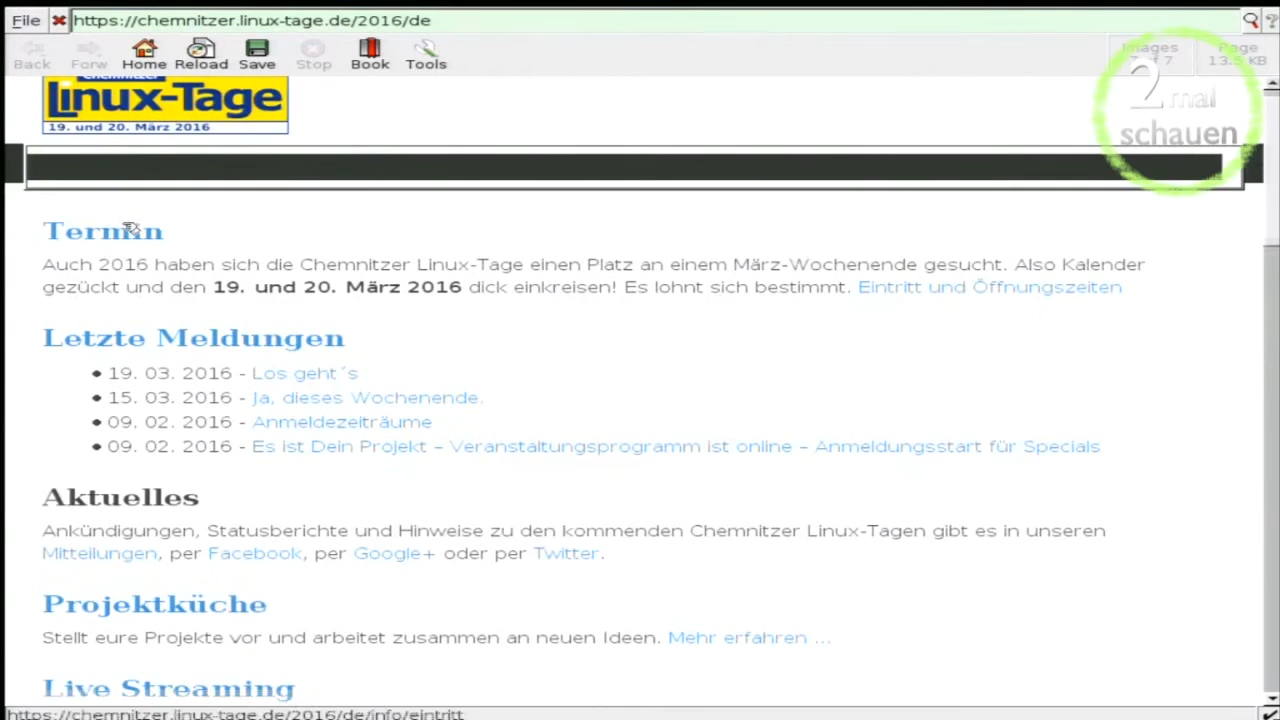 File
https://chemnitzer.linux-tage.de/2016/de
Back Forw Home Reload Save Stop Book Tools
Images
Page
of 7
13.5 KB
2 mal
schauen
Chemnitzer
Linux-Tage
19. und 20. März 2016
Termin
Auch 2016 haben sich die Chemnitzer Linux-Tage einen Platz an einem März-Wochenende gesucht. Also Kalender
gezückt und den 19. und 20. März 2016 dick einkreisen! Es lohnt sich bestimmt. Eintritt und Öffnungszeiten
Letzte Meldungen
19. 03. 2016 - Los geht´s
15. 03. 2016 - Ja, dieses Wochenende.
09. 02. 2016 - Anmeldezeiträume
09. 02. 2016 - Es ist Dein Projekt – Veranstaltungsprogramm ist online – Anmeldungsstart für Specials
Aktuelles
Ankündigungen, Statusberichte und Hinweise zu den kommenden Chemnitzer Linux-Tagen gibt es in unseren
Mitteilungen, per Facebook, per Google+ oder per Twitter.
Projektküche
Stellt eure Projekte vor und arbeitet zusammen an neuen Ideen. Mehr erfahren ...
Live Streaming
https://chemnitzer.linux-tage.de/2016/de/info/eintritt